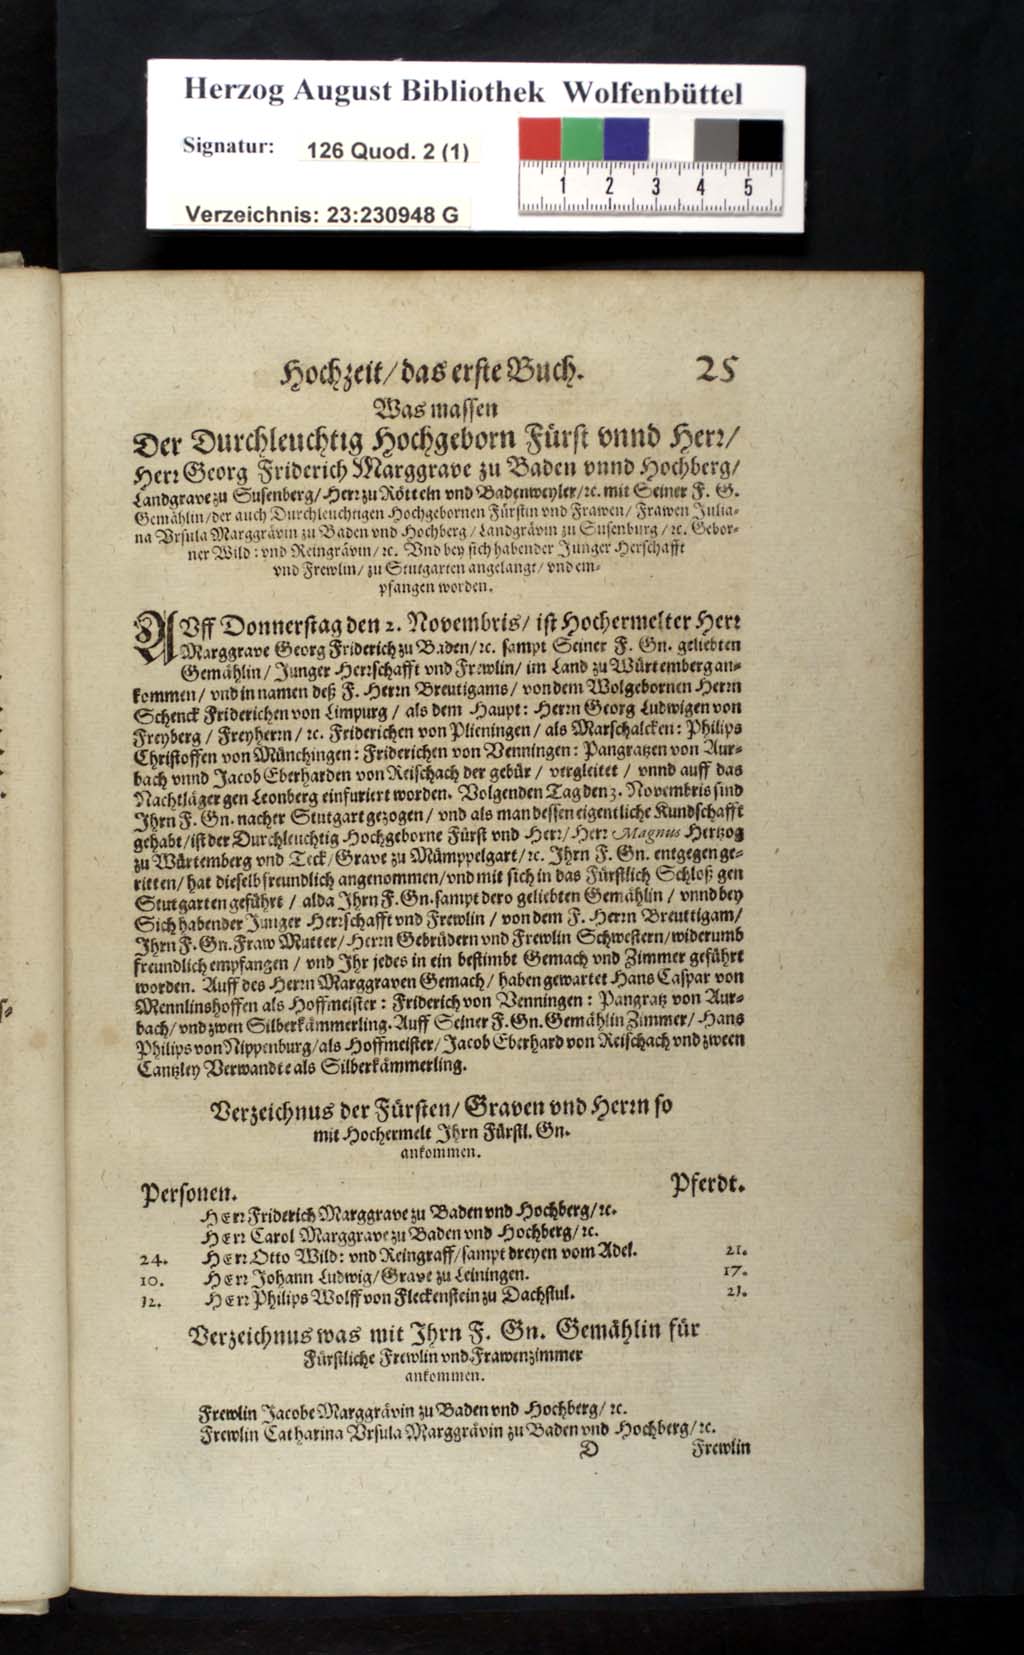 Herzog August Bibliothek Wolfenbüttel
Signatur: 126 Quod. 2 (1)
1 2 3 4 5
Verzeichnis: 23:230948 G
Hochzeit/das erste Buch. 25
Was massen
Der Durchleuchtig Hochgeborn Fürst vnnd Herr/
Herr Georg Friderich Marggrave zu Baden vnnd Hochberg/
Landgrave zu Susenberg/Herr zu Rötteln vnd Badenweyler/ꝛc. mit Seiner F. G.
Gemählin/der auch Durchleuchtigen Hochgebornen Fürstin vnd Frawen/Frawen Julia-
na Vrsula Marggrävin zu Baden vnd Hochberg/Landgrävin zu Susenburg/ꝛc. Gebor-
ner Wild: vnd Reingrävin/ꝛc. Vnd bey sich habender Junger Herschafft
vnd Frewlin/zu Stutgarten angelangt/vnd em-
pfangen worden.
AVff Donnerstag den 2. Novembris/ist Hochermelter Herr
Marggrave Georg Friderich zu Baden/ꝛc. sampt Seiner F. Gn. geliebten
Gemählin/Junger Herrschafft vnd Frewlin/im Land zu Würtemberg an-
kommen/vnd in namen deß F. Herrn Breutigams/von dem Wolgebornen Herrn
Schenck Friderichen von Limpurg/als dem Haupt: Herrn Georg Ludwigen von
Freyberg/Freyherrn/ꝛc. Friderichen von Plieningen/als Marschalcken: Philips
Christoffen von Münchingen: Friderichen von Venningen: Pangratzen von Aur-
bach vnnd Jacob Eberharden von Reischach der gebür/vergleitet/vnnd auff das
Nachtläger gen Leonberg einfuriert worden. Volgenden Tag den 3. Novembris sind
Ihrn F. Gn. nacher Stutgart gezogen/vnd als man dessen eigentliche Kundschafft
gehabt/ist der Durchleuchtig Hochgeborne Fürst vnd Herr/Herr Magnus Hertzog
zu Würtemberg vnd Teck/Grave zu Mümppelgart/ꝛc. Ihrn F. Gn. entgegen ge-
ritten/hat dieselb freundlich angenommen/vnd mit sich in das Fürstlich Schloß gen
Stutgarten geführt/alda Ihrn F. Gn. sampt dero geliebten Gemählin/vnnd bey
Sich habender Junger Herrschafft vnd Frewlin/von dem F. Herrn Breuttigam/
Ihrn F. Gn. Fraw Mutter/Herrn Gebrüdern vnd Frewlin Schwestern/widerumb
freundlich empfangen/vnd Ihr jedes in ein bestimbt Gemach vnd Zimmer geführt
worden. Auff des Herrn Marggraven Gemach/haben gewartet Hans Caspar von
Mennlinshoffen als Hoffmeister: Friderich von Venningen: Pangratz von Aur-
bach/vnd zwen Silberkämmerling. Auff Seiner F. Gn. Gemählin Zimmer/Hans
Philips von Nippenburg/als Hoffmeister/Jacob Eberhard von Reischach vnd zween
Cantzley Verwandte als Silberkämmerling.
Verzeichnus der Fürsten/Graven vnd Herrn so
mit Hochermelt Ihrn Fürstl. Gn.
ankommen.
Personen. Pferdt.
HErr Friderich Marggrave zu Baden vnd Hochberg/ꝛc.
HErr Carol Marggrave zu Baden vnd Hochberg/ꝛc.
24. HErr Otto Wild: vnd Reingraff/sampt dreyen vom Adel. 21.
10. HErr Johann Ludwig/Grave zu Leiningen. 17.
12. HErr Philips Wolff von Fleckenstein zu Dachstul. 21.
Verzeichnus was mit Ihrn F. Gn. Gemählin für
Fürstliche Frewlin vnd Frawenzimmer
ankommen.
Frewlin Jacobe Marggrävin zu Baden vnd Hochberg/ꝛc.
Frewlin Catharina Vrsula Marggrävin zu Baden vnd Hochberg/ꝛc.
D Frewlin